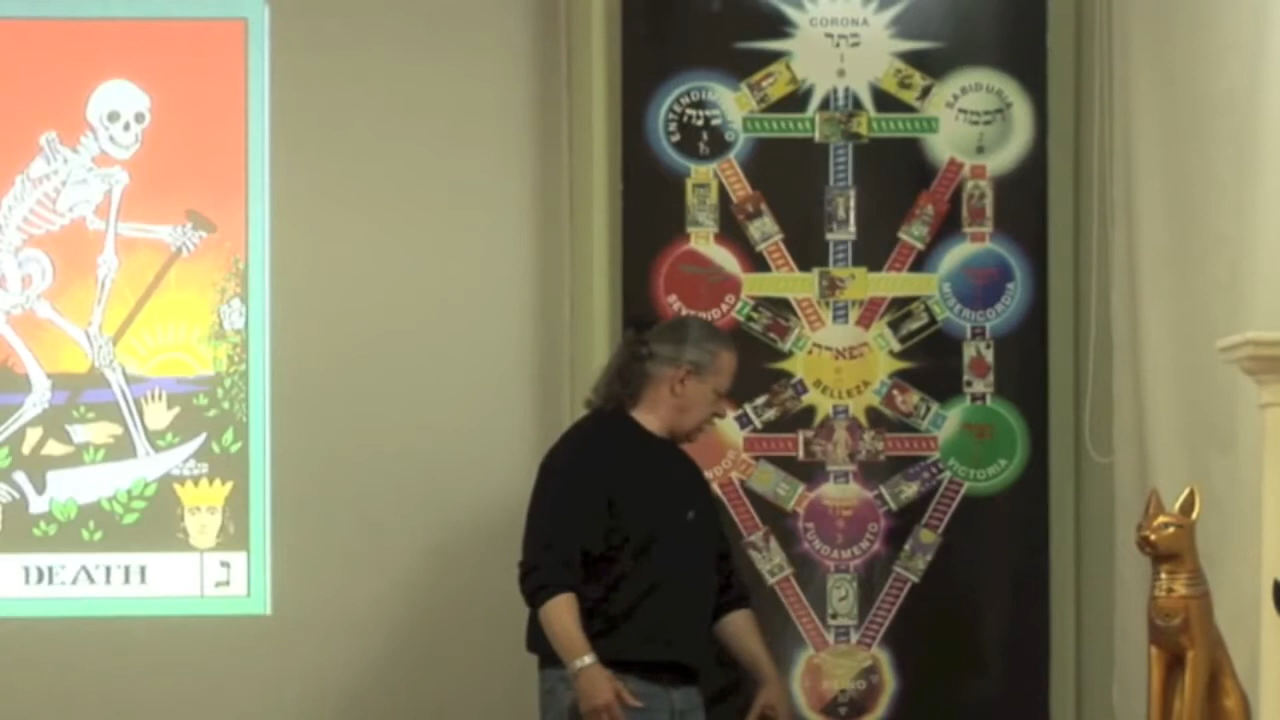 DEATH
נ
CORONA
כתר
ENTENDIMIENTO
בינה
SABIDURIA
חכמה
SEVERIDAD
MISERICORDIA
תפארת
BELLEZA
VICTORIA
FUNDAMENTO